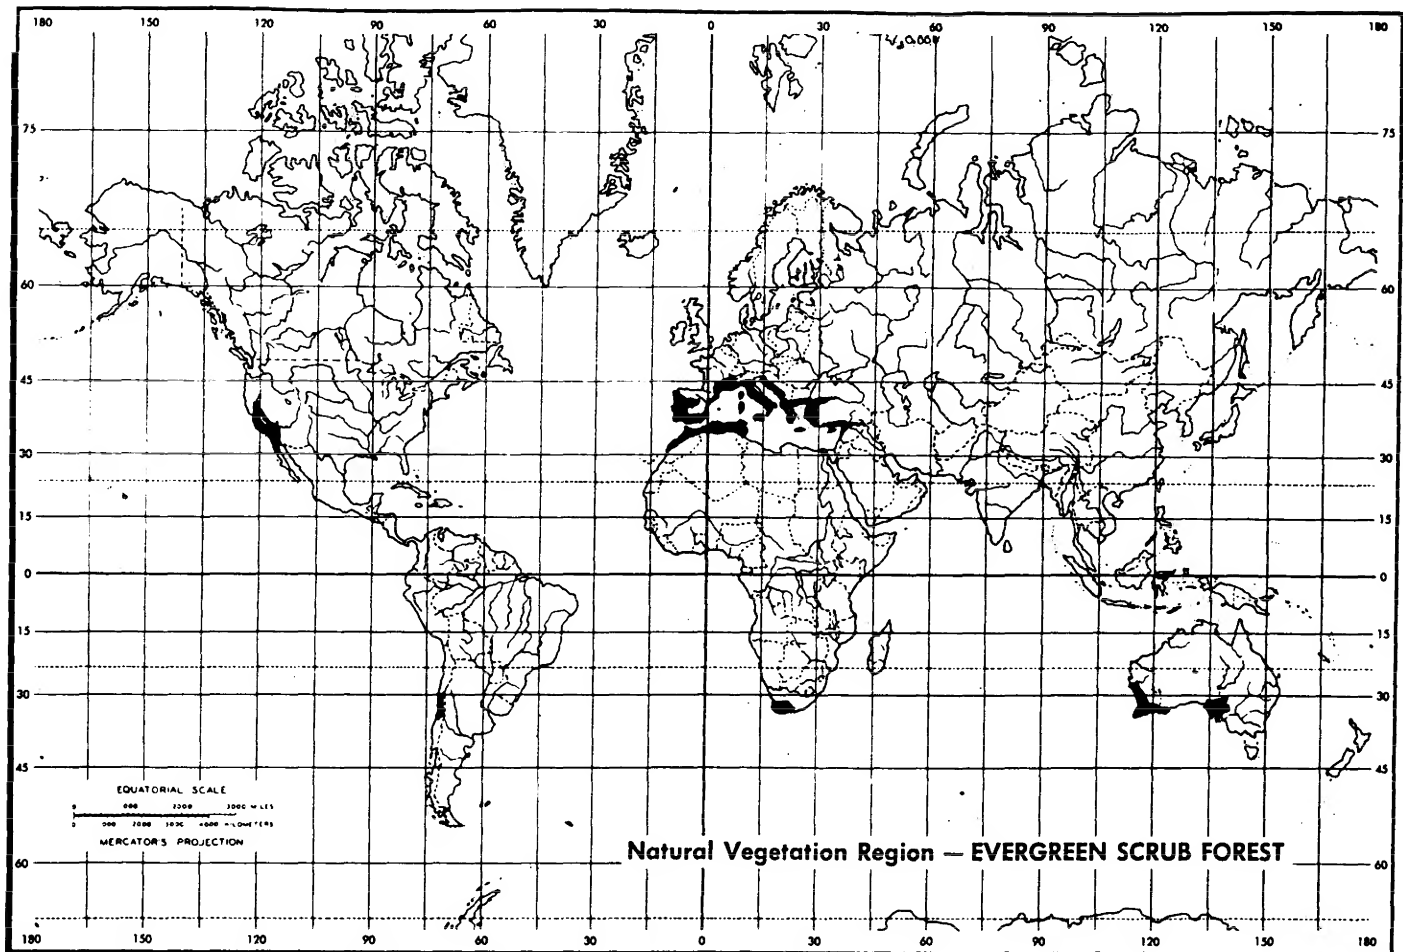 180 150 120 90 60 30 0 30 60 90 120 150 180
75 75
60 60
45 45
30 30
15 15
0 0
15 15
30 30
45 45
EQUATORIAL SCALE
MILES
KILOMETERS
MERCATOR'S PROJECTION
Natural Vegetation Region — EVERGREEN SCRUB FOREST
60 60
180 150 120 90 60 30 0 30 60 90 120 150 180